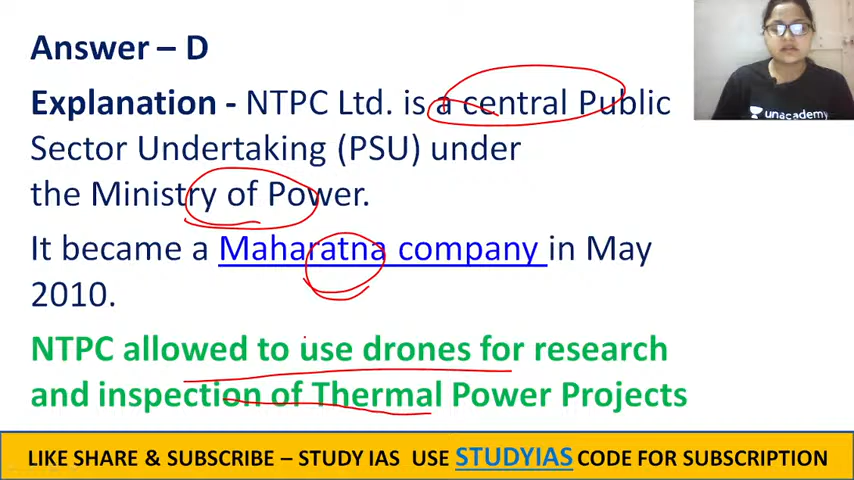 Answer – D
Explanation - NTPC Ltd. is a central Public
Sector Undertaking (PSU) under
the Ministry of Power.
It became a Maharatna company in May
2010.
NTPC allowed to use drones for research
and inspection of Thermal Power Projects
unacademy
LIKE SHARE & SUBSCRIBE – STUDY IAS USE STUDYIAS CODE FOR SUBSCRIPTION